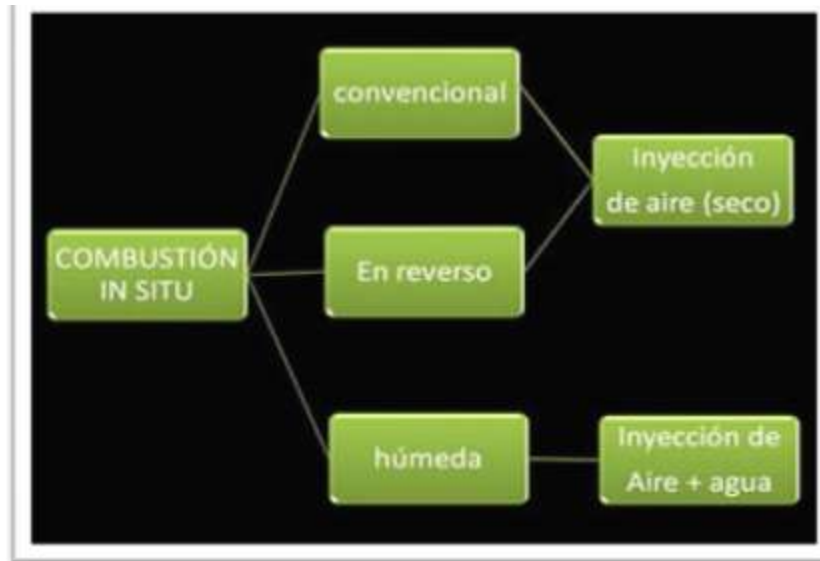 convencional
Inyección
de aire (seco)
COMBUSTIÓN
IN SITU
En reverso
húmeda
Inyección de
Aire + agua